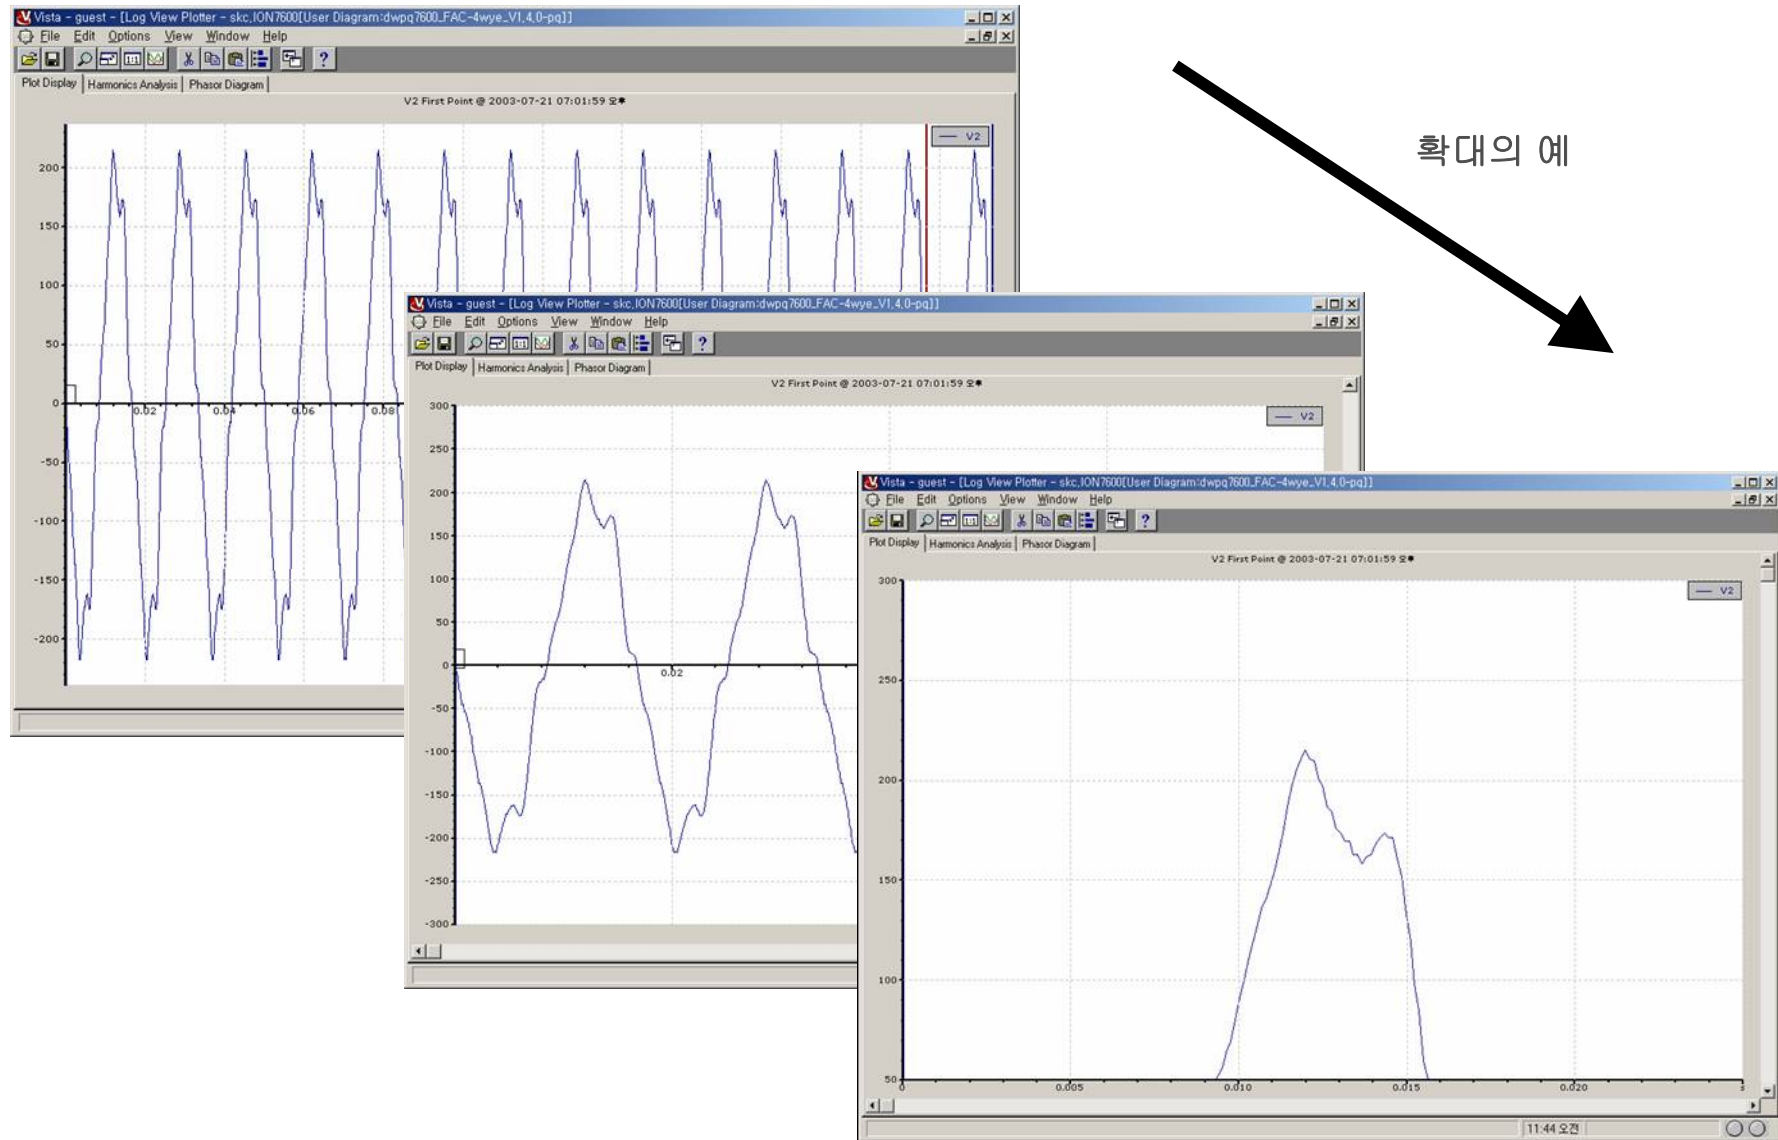 Vista - guest - [Log View Plotter - skc,ION7600[User Diagram:dwpq7600_FAC-4wye_V1,4,0-pq]]
File Edit Options View Window Help
Plot Display Harmonics Analysis Phasor Diagram
V2 First Point @ 2003-07-21 07:01:59 오후
V2
200
150
100
50
0
-50
-100
-150
-200
0.02 0.04 0.06 0.08
확대의 예
Vista - guest - [Log View Plotter - skc,ION7600[User Diagram:dwpq7600_FAC-4wye_V1,4,0-pq]]
File Edit Options View Window Help
Plot Display Harmonics Analysis Phasor Diagram
V2 First Point @ 2003-07-21 07:01:59 오후
V2
300
250
200
150
100
50
0
-50
-100
-150
-200
-250
-300
0.02
Vista - guest - [Log View Plotter - skc,ION7600[User Diagram:dwpq7600_FAC-4wye_V1,4,0-pq]]
File Edit Options View Window Help
Plot Display Harmonics Analysis Phasor Diagram
V2 First Point @ 2003-07-21 07:01:59 오후
V2
300
250
200
150
100
50
0 0.005 0.010 0.015 0.020 s
11:44 오전